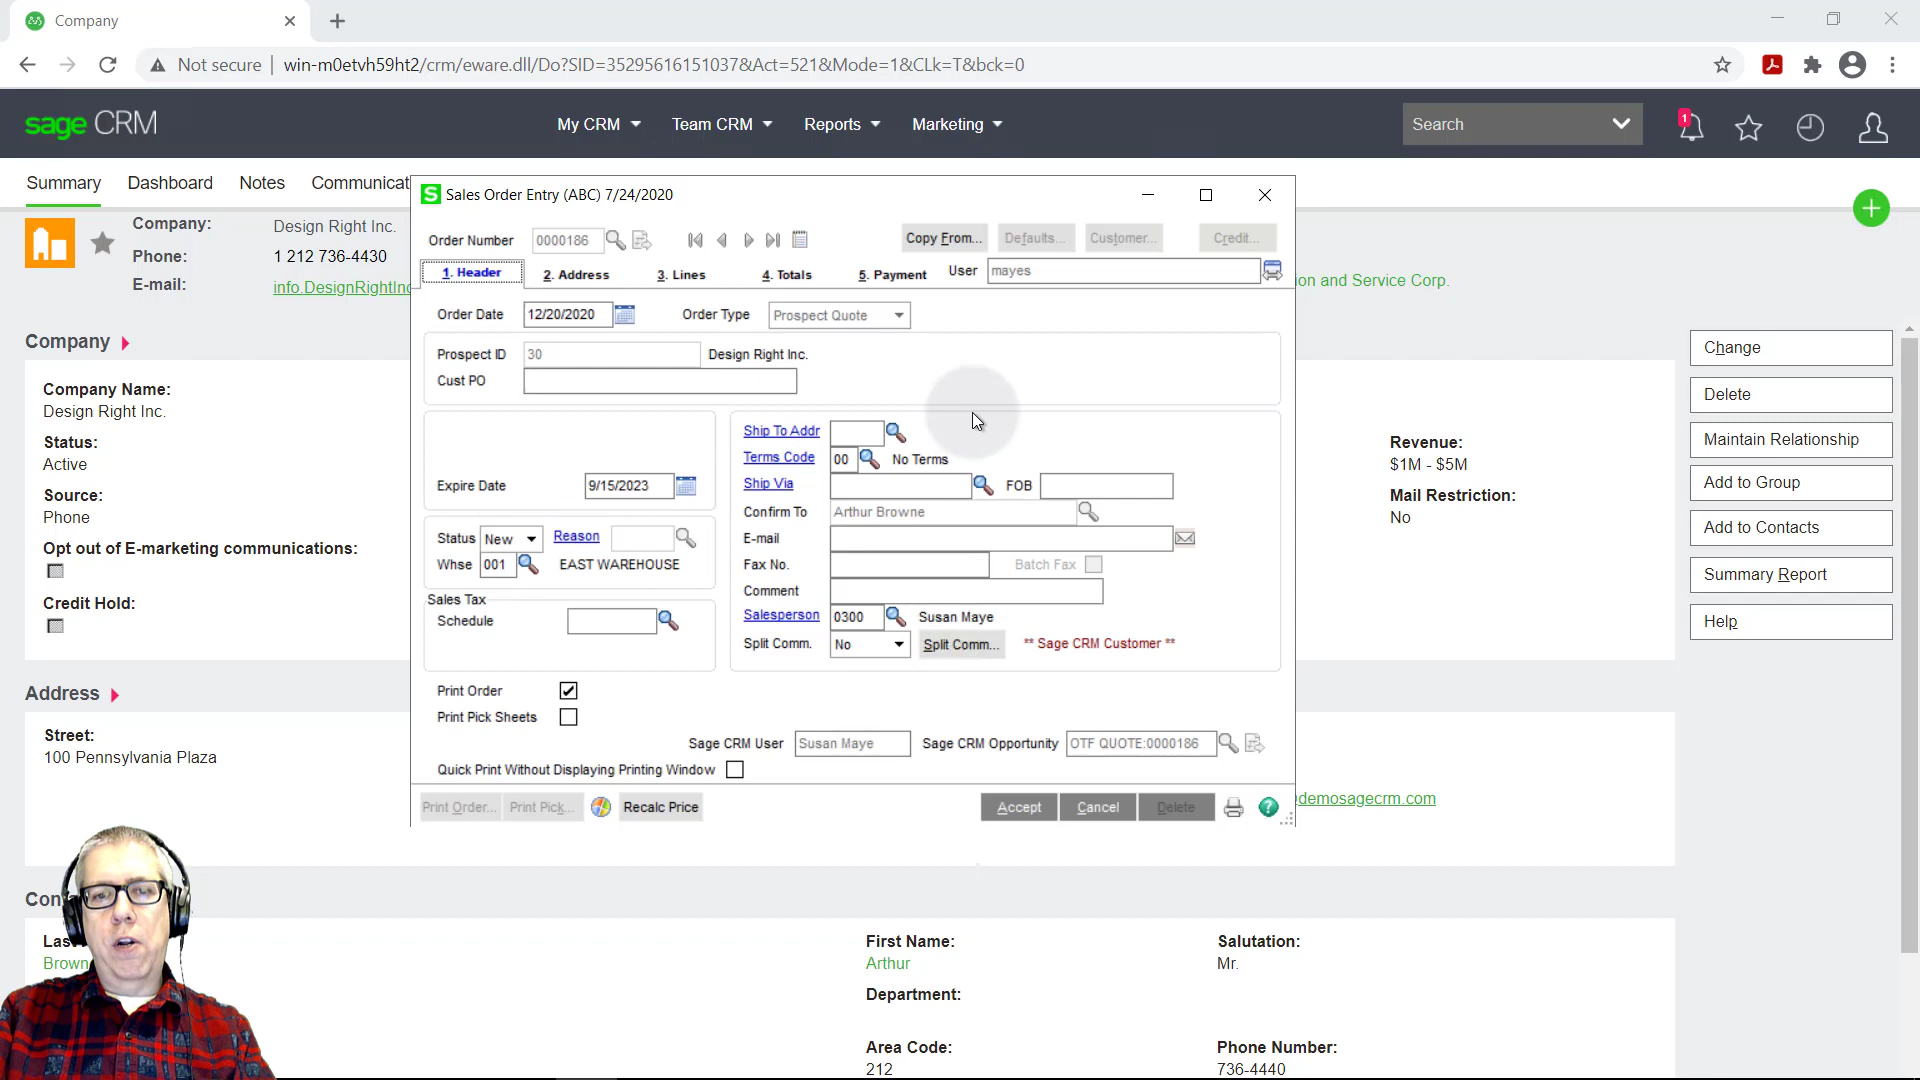 Company
Not secure
win-m0etvh59ht2/crm/eware.dll/Do?SID=35295616151037&Act=521&Mode=1&CLk=T&bck=0
sage CRM
My CRM
Team CRM
Reports
Marketing
Search
1
Summary
Dashboard
Notes
Communicat
Company:
Design Right Inc.
Phone:
1 212 736-4430
E-mail:
info.DesignRightInc
ion and Service Corp.
Company
Company Name:
Design Right Inc.
Status:
Active
Source:
Phone
Opt out of E-marketing communications:
Credit Hold:
Revenue:
$1M - $5M
Mail Restriction:
No
Change
Delete
Maintain Relationship
Add to Group
Add to Contacts
Summary Report
Help
Address
Street:
100 Pennsylvania Plaza
@demosagecrm.com
Brown
First Name:
Arthur
Salutation:
Mr.
Department:
Area Code:
212
Phone Number:
736-4440
S Sales Order Entry (ABC) 7/24/2020
Order Number
0000186
Copy From...
Defaults...
Customer...
Credit...
1. Header
2. Address
3. Lines
4. Totals
5. Payment
User
mayes
Order Date
12/20/2020
Order Type
Prospect Quote
Prospect ID
30
Design Right Inc.
Cust PO
Expire Date
9/15/2023
Ship To Addr
Terms Code
00
No Terms
Ship Via
FOB
Confirm To
Arthur Browne
E-mail
Fax No.
Batch Fax
Comment
Salesperson
0300
Susan Maye
Split Comm.
No
Split Comm...
** Sage CRM Customer **
Status
New
Reason
Whse
001
EAST WAREHOUSE
Sales Tax
Schedule
Print Order
Print Pick Sheets
Sage CRM User
Susan Maye
Sage CRM Opportunity
OTF QUOTE:0000186
Quick Print Without Displaying Printing Window
Print Order...
Print Pick...
Recalc Price
Accept
Cancel
Delete